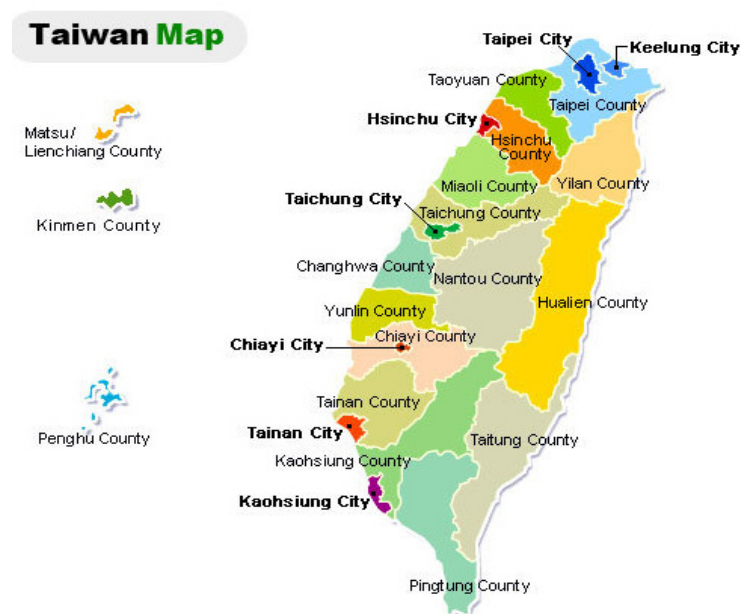 Taiwan Map
Taipei City
Keelung City
Taoyuan County
Taipei County
Hsinchu City
Hsinchu
County
Matsu/
Lienchiang County
Miaoli County
Yilan County
Taichung City
Taichung County
Kinmen County
Changhwa County
Nantou County
Hualien County
Yunlin County
Chiayi County
Chiayi City
Tainan County
Tainan City
Penghu County
Taitung County
Kaohsiung County
Kaohsiung City
Pingtung County